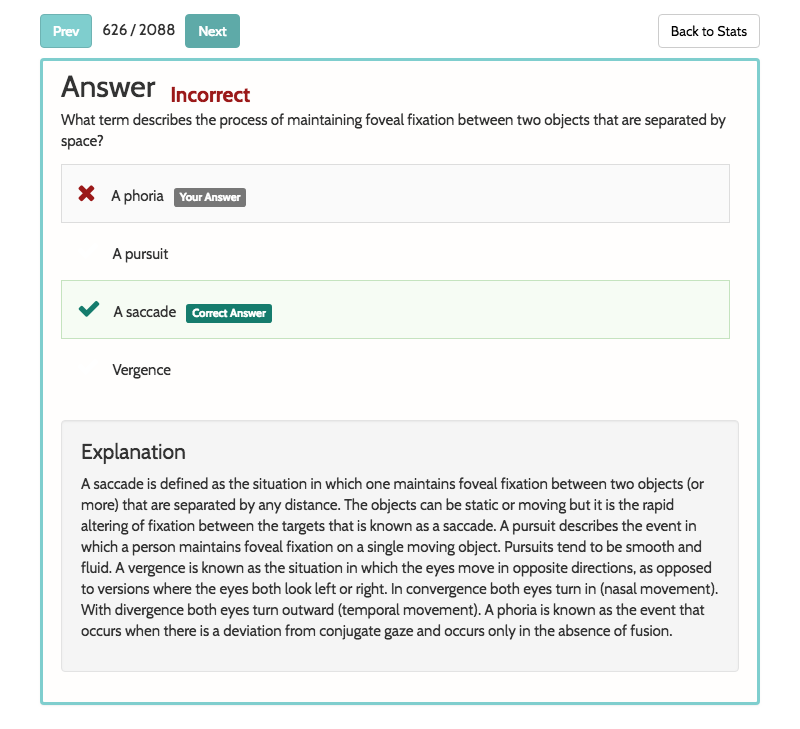 Prev 626 / 2088 Next Back to Stats
Answer Incorrect
What term describes the process of maintaining foveal fixation between two objects that are separated by
space?
A phoria Your Answer
A pursuit
A saccade Correct Answer
Vergence
Explanation
A saccade is defined as the situation in which one maintains foveal fixation between two objects (or
more) that are separated by any distance. The objects can be static or moving but it is the rapid
altering of fixation between the targets that is known as a saccade. A pursuit describes the event in
which a person maintains foveal fixation on a single moving object. Pursuits tend to be smooth and
fluid. A vergence is known as the situation in which the eyes move in opposite directions, as opposed
to versions where the eyes both look left or right. In convergence both eyes turn in (nasal movement).
With divergence both eyes turn outward (temporal movement). A phoria is known as the event that
occurs when there is a deviation from conjugate gaze and occurs only in the absence of fusion.